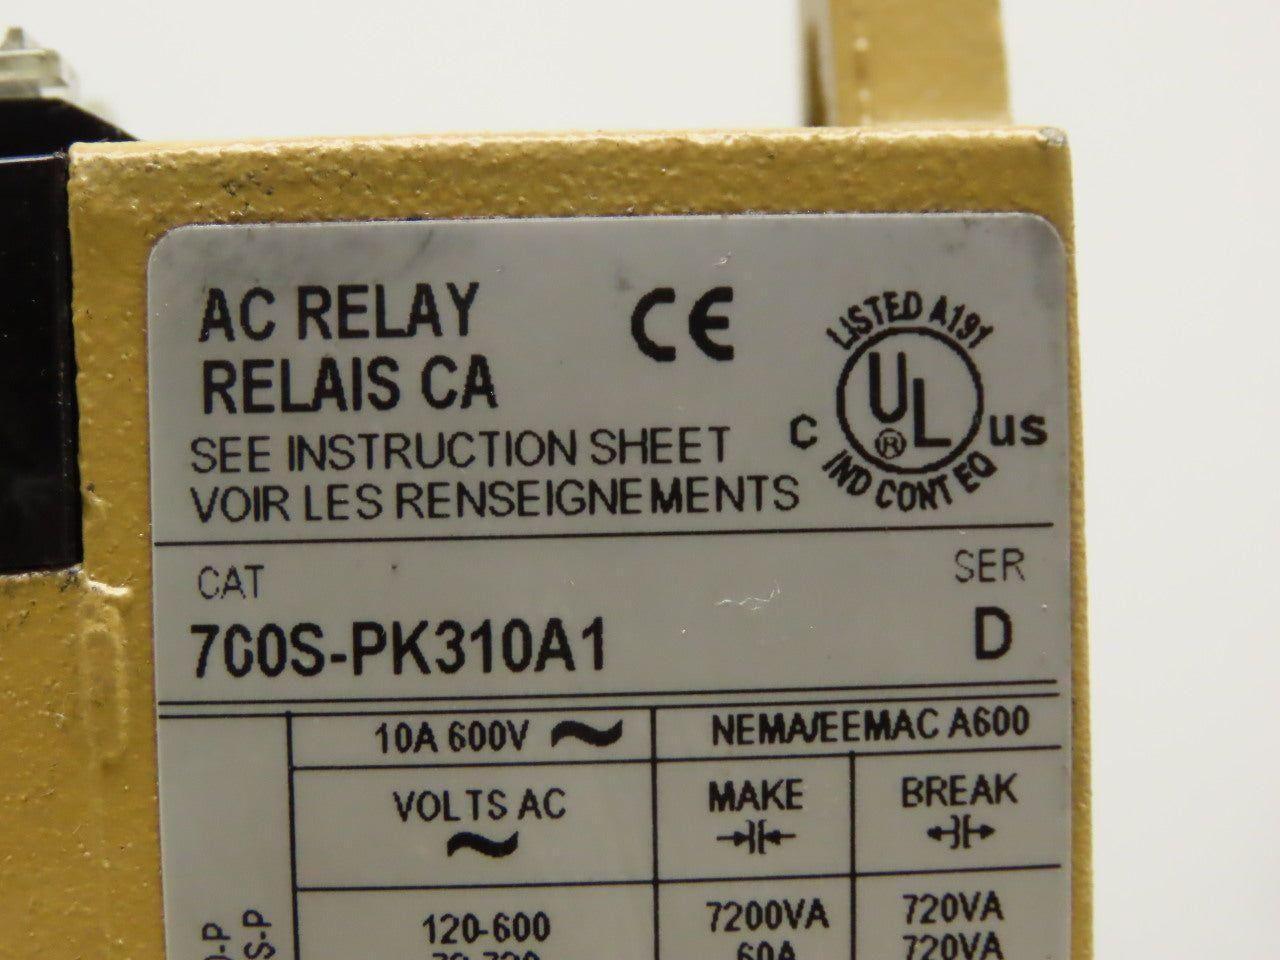 AC RELAY
RELAIS CA
SEE INSTRUCTION SHEET
VOIR LES RENSEIGNEMENTS
CE
LISTED A191
UL ®
C US
IND CONT EQ
CAT
SER
700S-PK310A1
D
10A 600V ~
NEMA/EEMAC A600
VOLTS AC
~
MAKE
BREAK
120-600
7200VA
720VA
60A
720VA